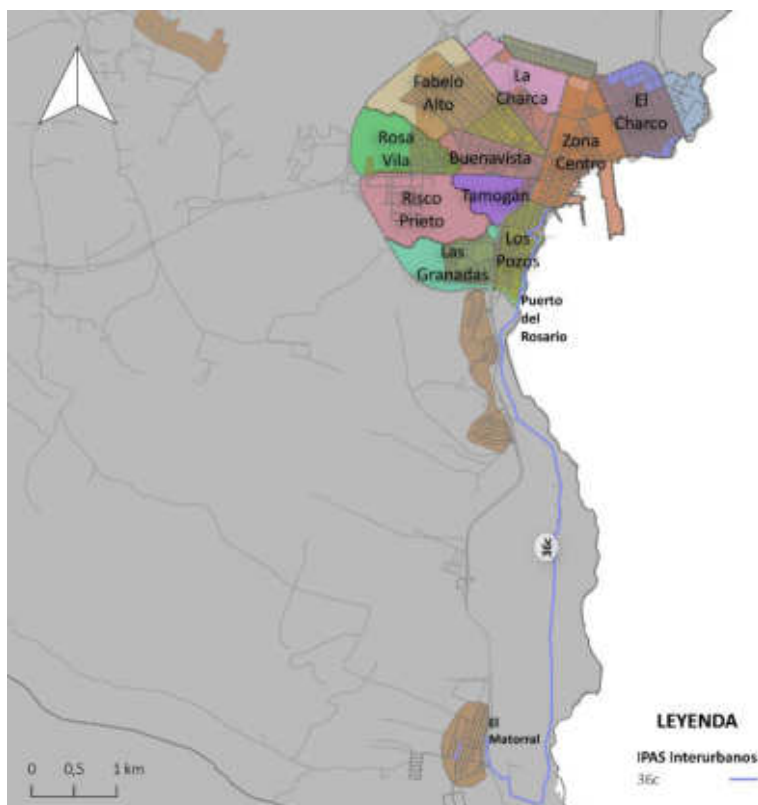 Fabelo
Alto
La
Charca
El
Charco
Rosa
Vila
Buenavista
Zona
Centro
Risco
Prieto
Tamogán
Las
Granadas
Los
Pozos
Puerto
del
Rosario
36c
El
Matorral
LEYENDA
IPAS Interurbanos
36c
0 0,5 1 km